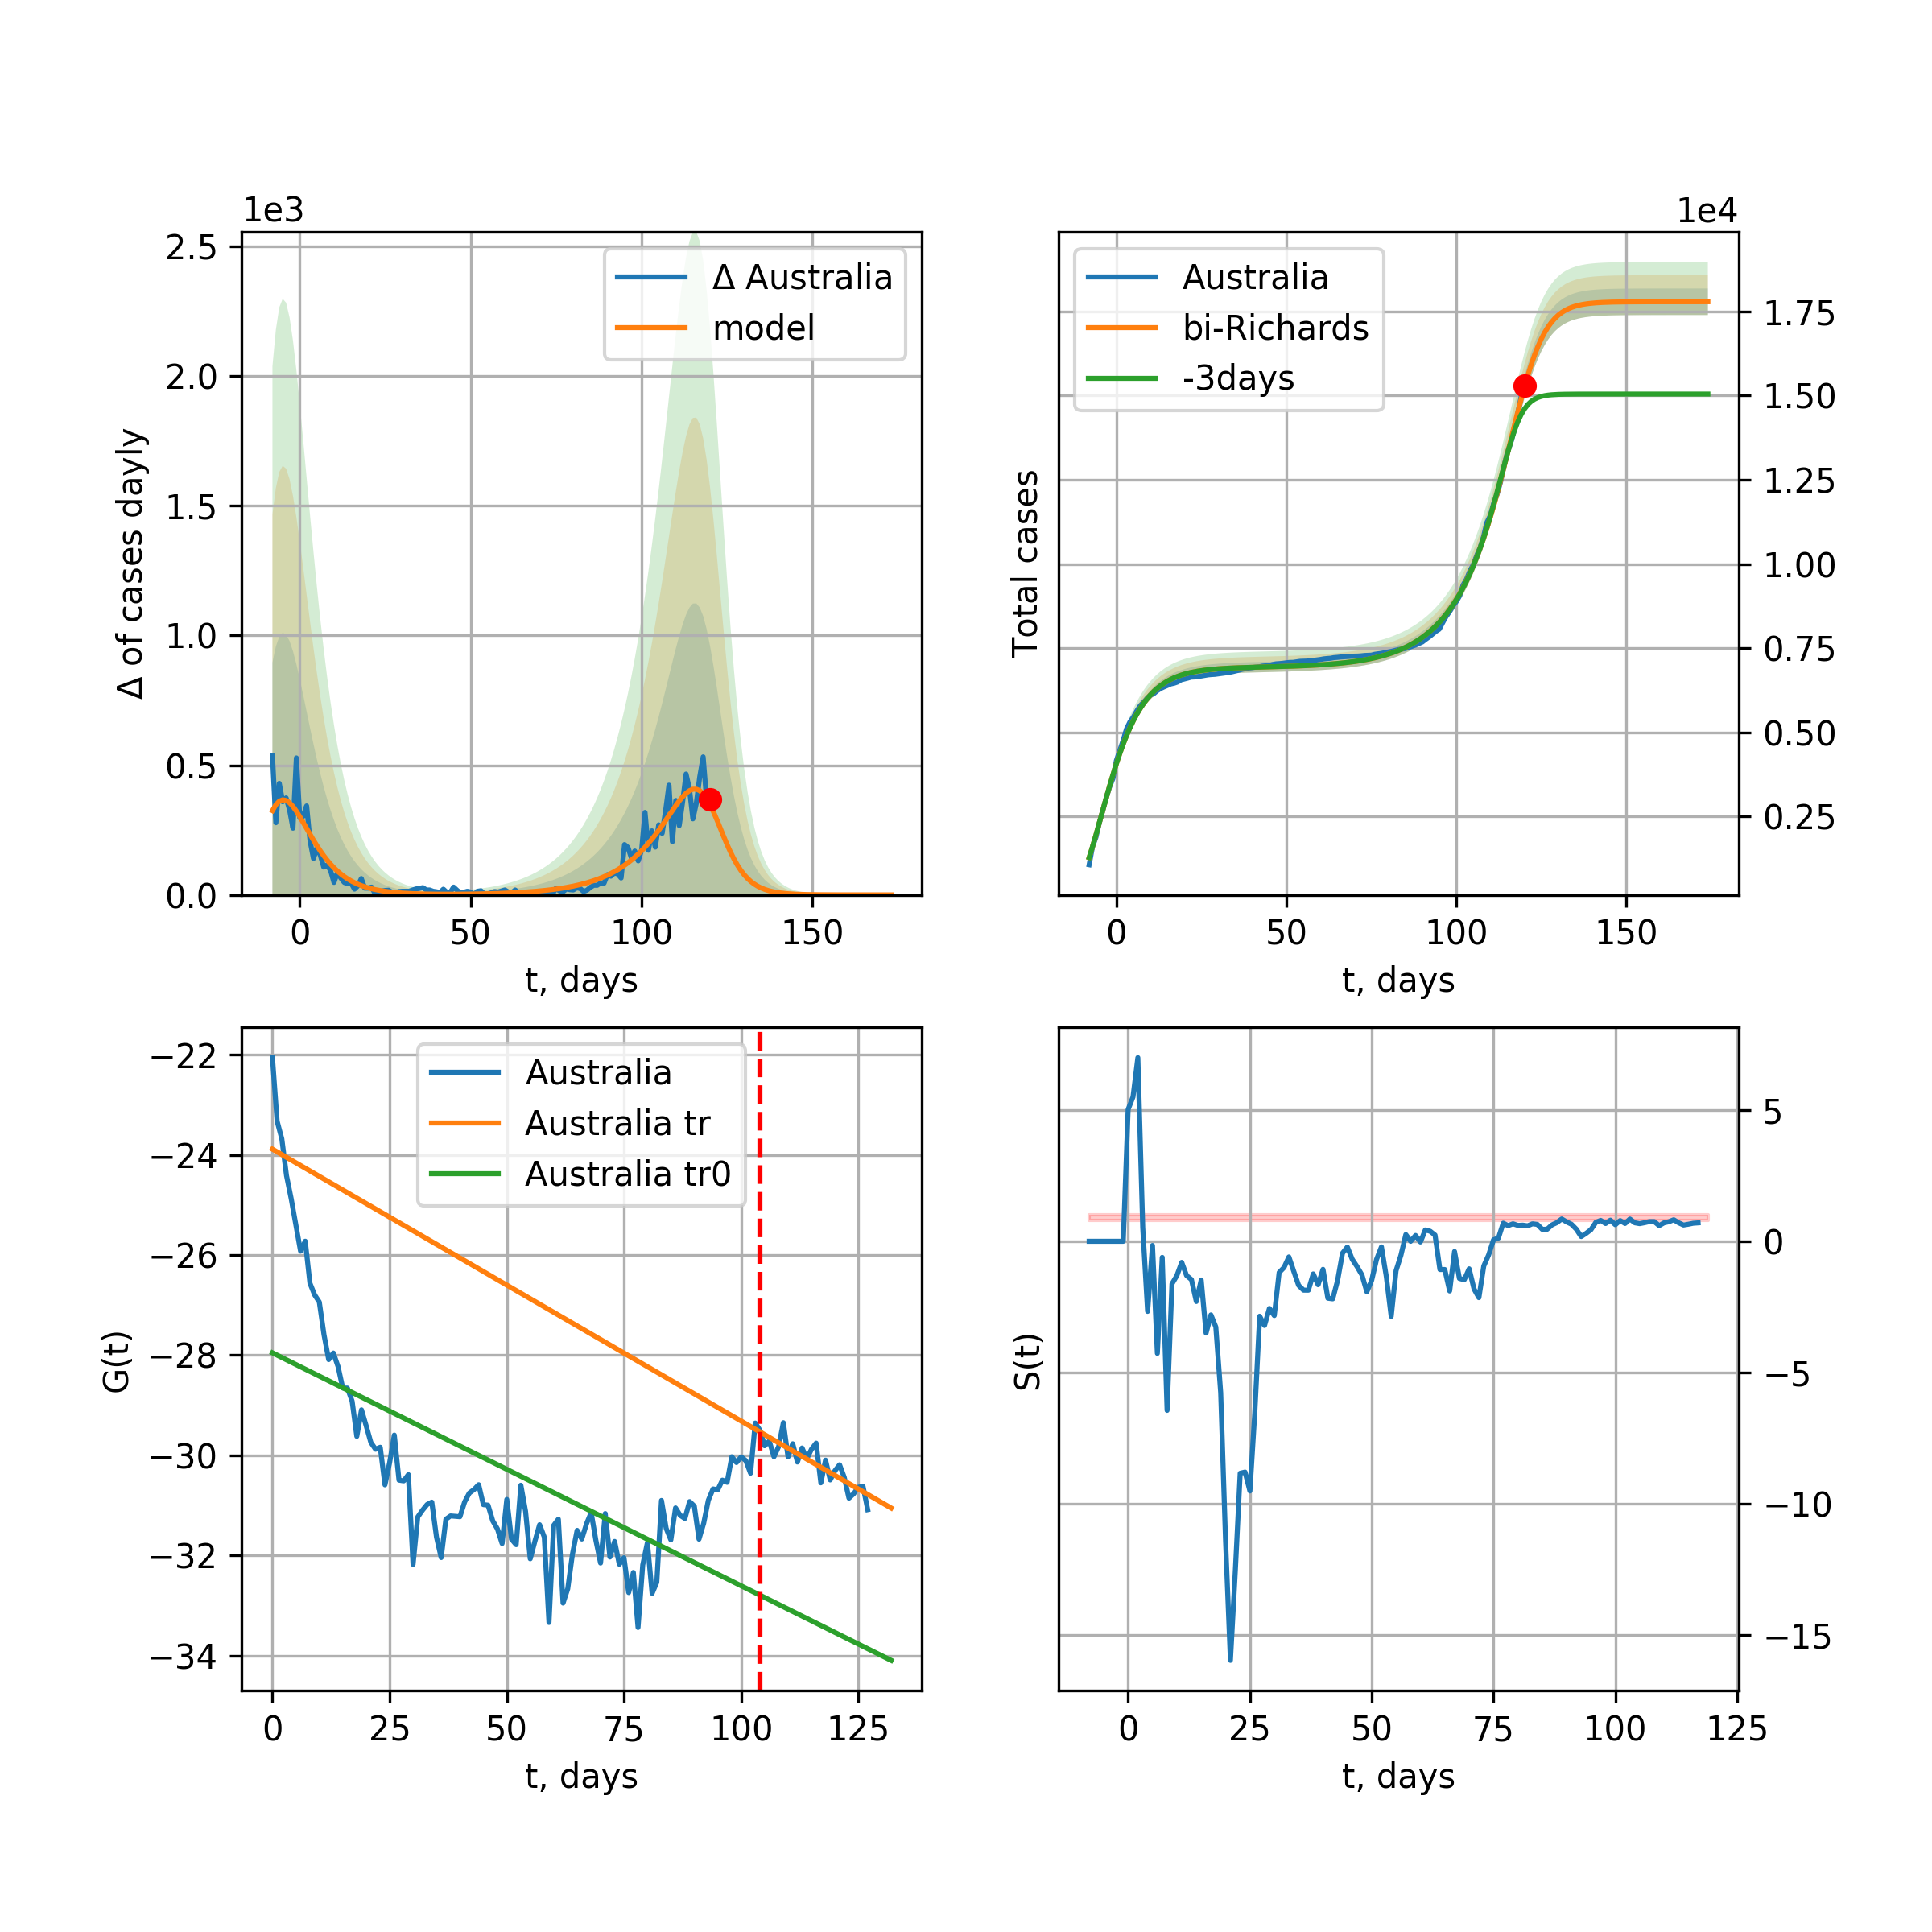 1e3
2.5
2.0
1.5
1.0
0.5
0.0
Δ of cases dayly
Δ Australia
model
0 50 100 150
t, days
1e4
Australia
bi-Richards
-3days
Total cases
1.75
1.50
1.25
1.00
0.75
0.50
0.25
0 50 100 150
t, days
−22
−24
−26
−28
−30
−32
−34
G(t)
Australia
Australia tr
Australia tr0
0 25 50 75 100 125
t, days
S(t)
5
0
−5
−10
−15
0 25 50 75 100 125
t, days